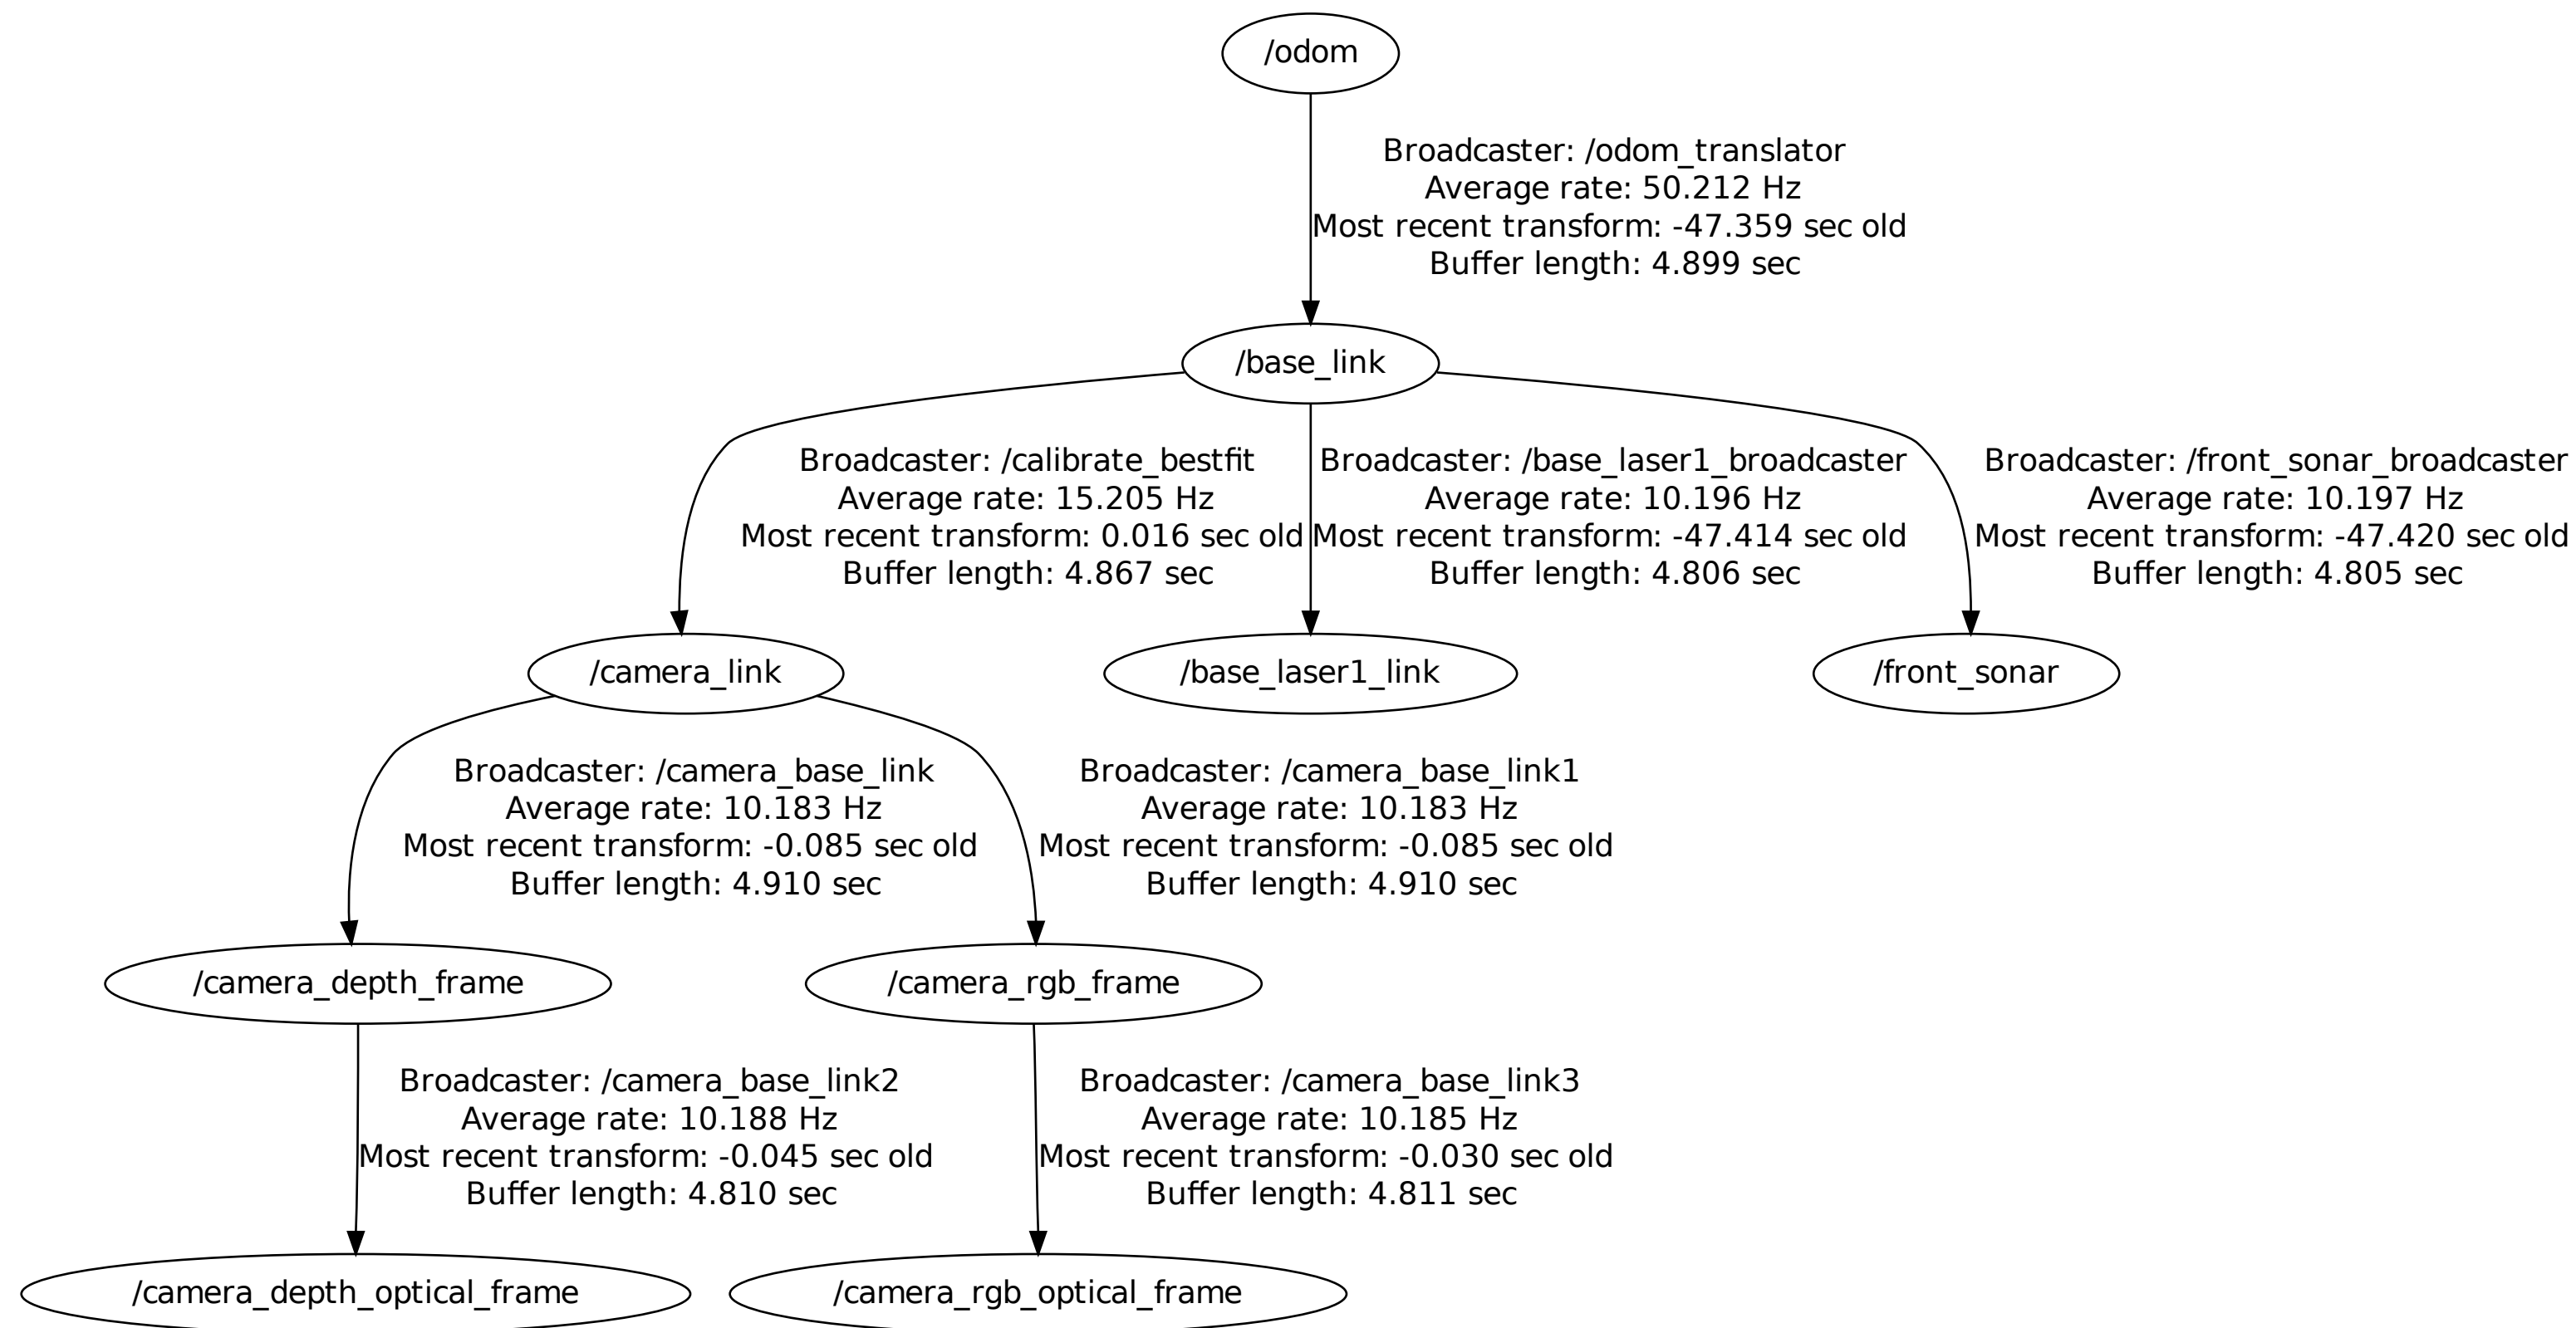 /odom
Broadcaster: /odom_translator
Average rate: 50.212 Hz
Most recent transform: -47.359 sec old
Buffer length: 4.899 sec
/base_link
Broadcaster: /calibrate_bestfit
Average rate: 15.205 Hz
Most recent transform: 0.016 sec old
Buffer length: 4.867 sec
Broadcaster: /base_laser1_broadcaster
Average rate: 10.196 Hz
Most recent transform: -47.414 sec old
Buffer length: 4.806 sec
Broadcaster: /front_sonar_broadcaster
Average rate: 10.197 Hz
Most recent transform: -47.420 sec old
Buffer length: 4.805 sec
/camera_link
/base_laser1_link
/front_sonar
Broadcaster: /camera_base_link
Average rate: 10.183 Hz
Most recent transform: -0.085 sec old
Buffer length: 4.910 sec
Broadcaster: /camera_base_link1
Average rate: 10.183 Hz
Most recent transform: -0.085 sec old
Buffer length: 4.910 sec
/camera_depth_frame
/camera_rgb_frame
Broadcaster: /camera_base_link2
Average rate: 10.188 Hz
Most recent transform: -0.045 sec old
Buffer length: 4.810 sec
Broadcaster: /camera_base_link3
Average rate: 10.185 Hz
Most recent transform: -0.030 sec old
Buffer length: 4.811 sec
/camera_depth_optical_frame
/camera_rgb_optical_frame